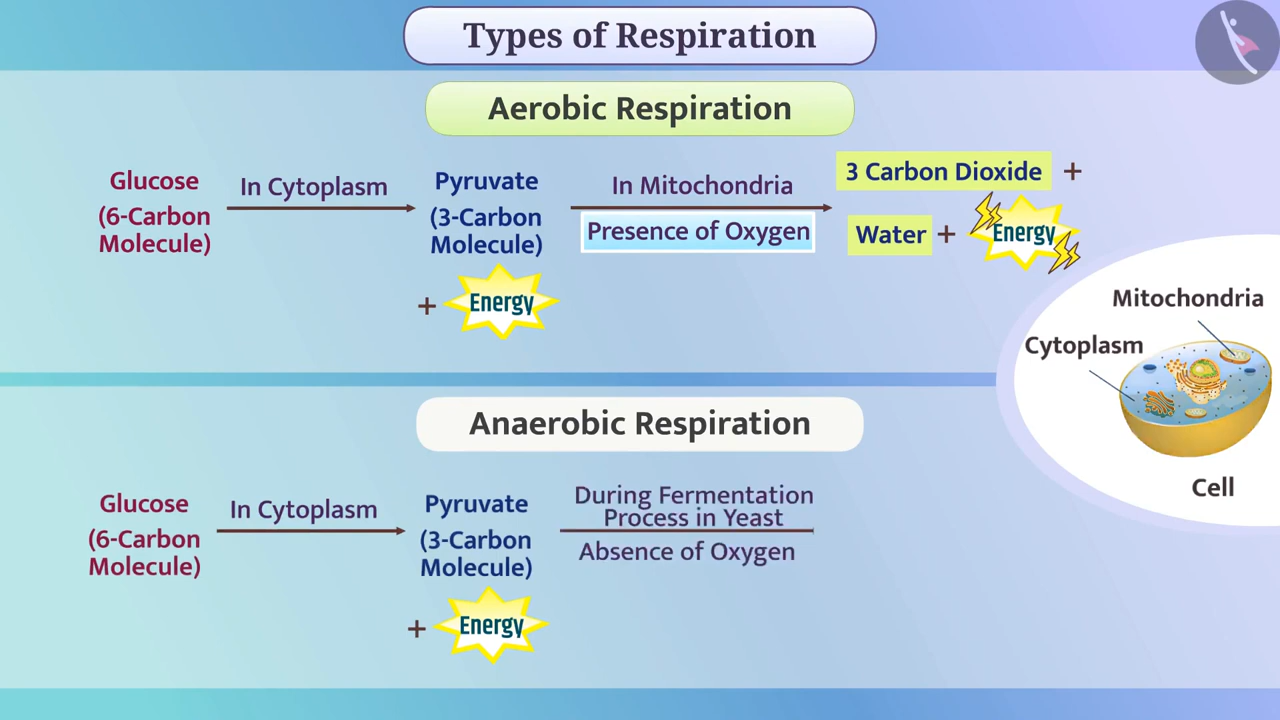 Types of Respiration
Aerobic Respiration
Glucose
(6-Carbon
Molecule)
In Cytoplasm
Pyruvate
(3-Carbon
Molecule)
+ Energy
In Mitochondria
Presence of Oxygen
3 Carbon Dioxide +
Water + Energy
Mitochondria
Cytoplasm
Cell
Anaerobic Respiration
Glucose
(6-Carbon
Molecule)
In Cytoplasm
Pyruvate
(3-Carbon
Molecule)
+ Energy
During Fermentation
Process in Yeast
Absence of Oxygen